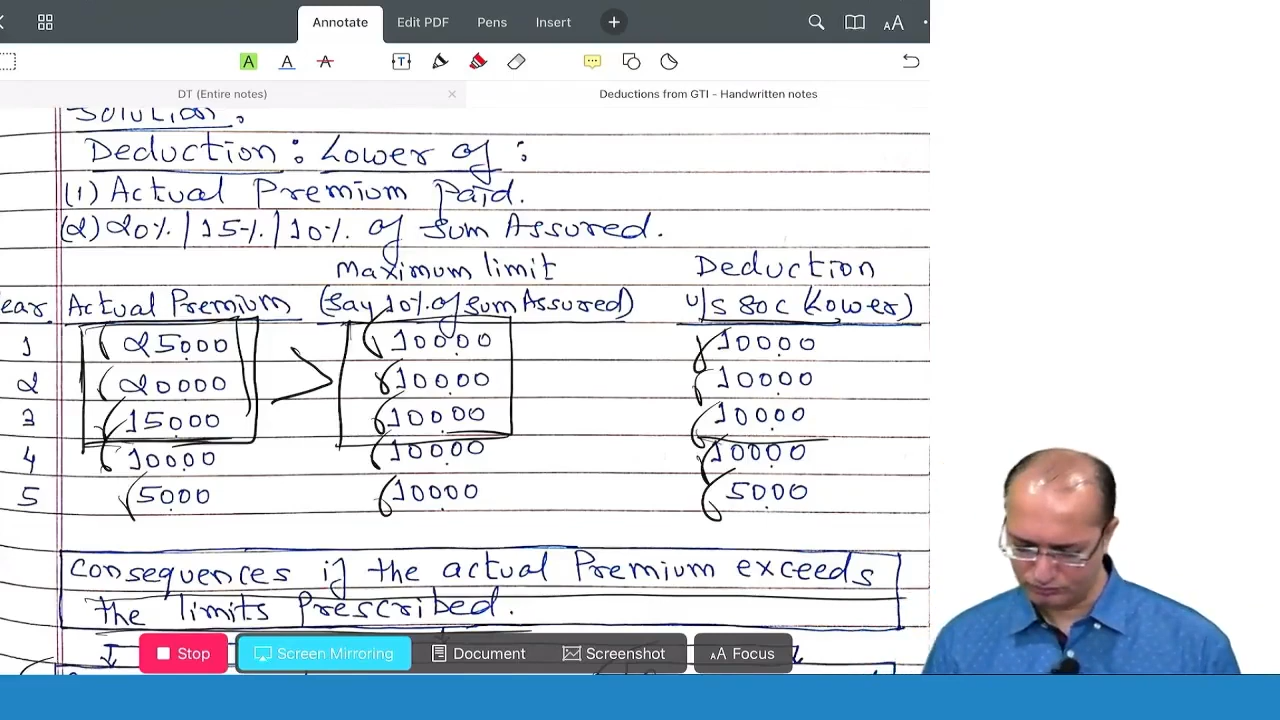 Annotate Edit PDF Pens Insert
DT (Entire notes)
Deductions from GTI - Handwritten notes
Solution:
Deduction: Lower of:
(1) Actual Premium Paid.
(2) 20% | 15% | 10% of Sum Assured.
Maximum limit Deduction
Year Actual Premium (Say 10% of Sum Assured) u/s 80C (Lower)
1 25000 10000 10000
2 20000 > 10000 10000
3 15000 10000 10000
4 10000 10000 10000
5 5000 10000 5000
Consequences if the actual Premium exceeds
the limits Prescribed.
Stop Screen Mirroring Document Screenshot AA Focus